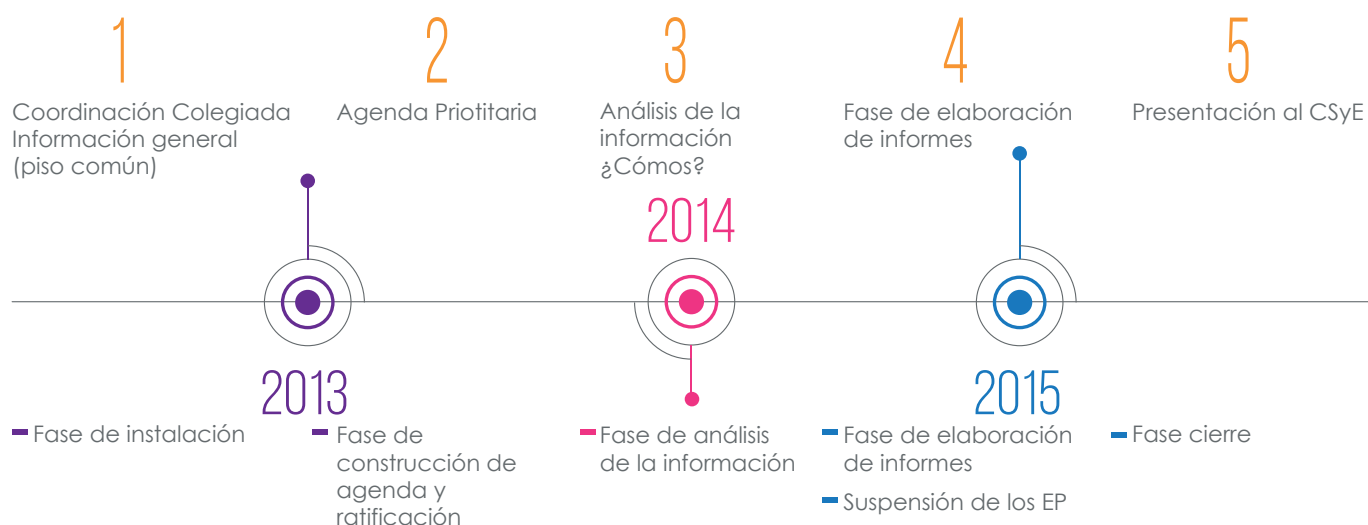 1
Coordinación Colegiada
Información general
(piso común)
2
Agenda Priotitaria
3
Análisis de la
información
¿Cómos?
4
Fase de elaboración
de informes
5
Presentación al CSyE
2013
2014
2015
Fase de instalación
Fase de
construcción de
agenda y
ratificación
Fase de análisis
de la información
Fase de elaboración
de informes
Suspensión de los EP
Fase cierre